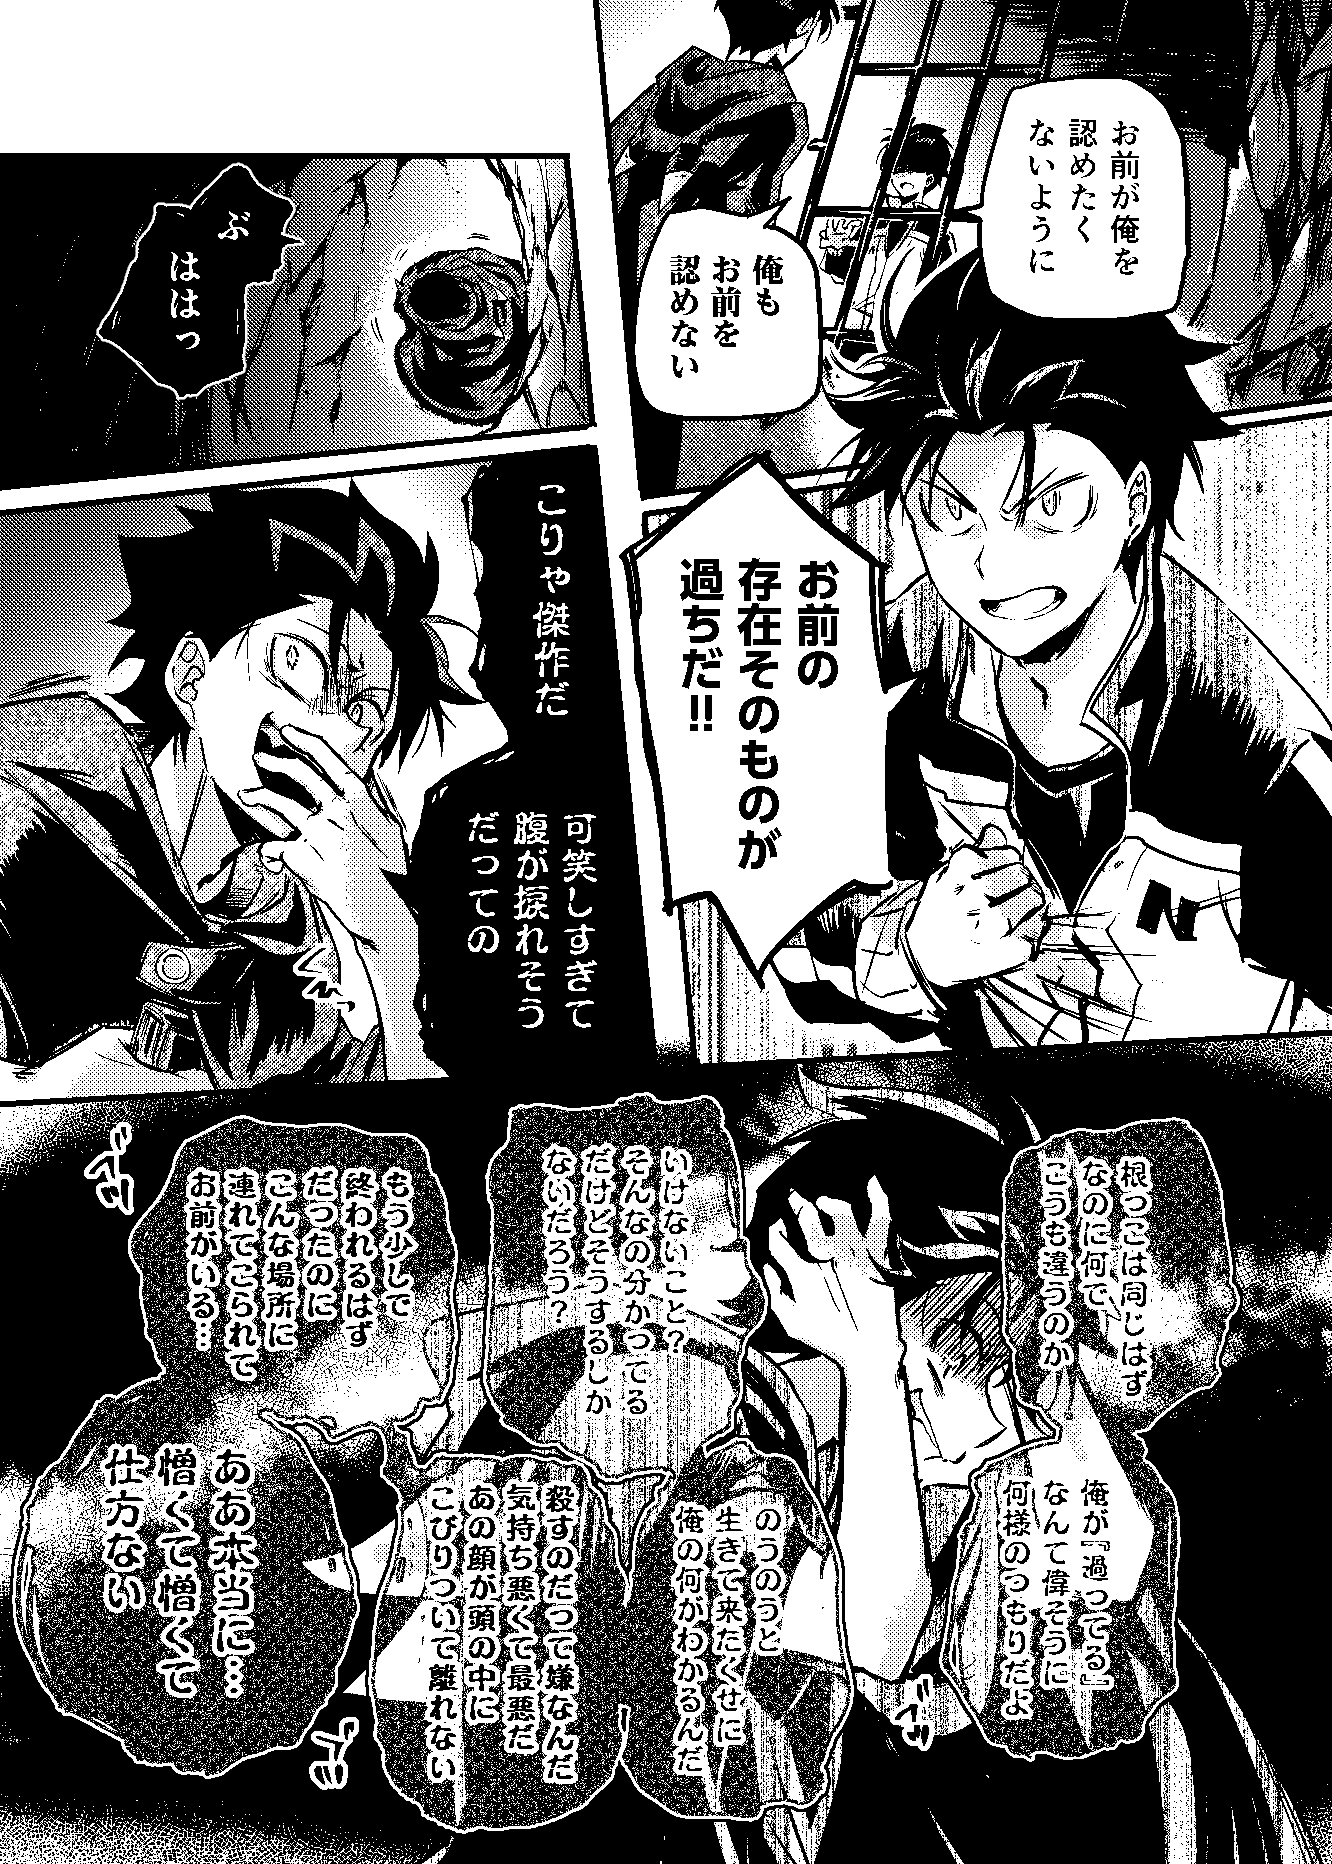 お前が俺を
認めたく
ないように
俺も
お前を
認めない
お前の
存在そのものが
過ちだ!!
N
ぶ
ははっ
こりゃ傑作だ
可笑しすぎて
腹が捩れそう
だっての
根っこは同じはず
なのに何で
こうも違うのか
俺が『過ってる』
なんて偉そうに
何様のつもりだよ
いけないこと?
そんなの分かってる
だけどそうするしか
ないだろう?
のうのうと
生きて来たくせに
俺の何がわかるんだ
殺すのだって嫌なんだ
気持ち悪くて最悪だ
あの顔が頭の中に
こびりついて離れない
もう少しで
終われるはず
だったのに
こんな場所に
連れてこられて
お前がいる…
ああ本当に…
憎くて憎くて
仕方ない